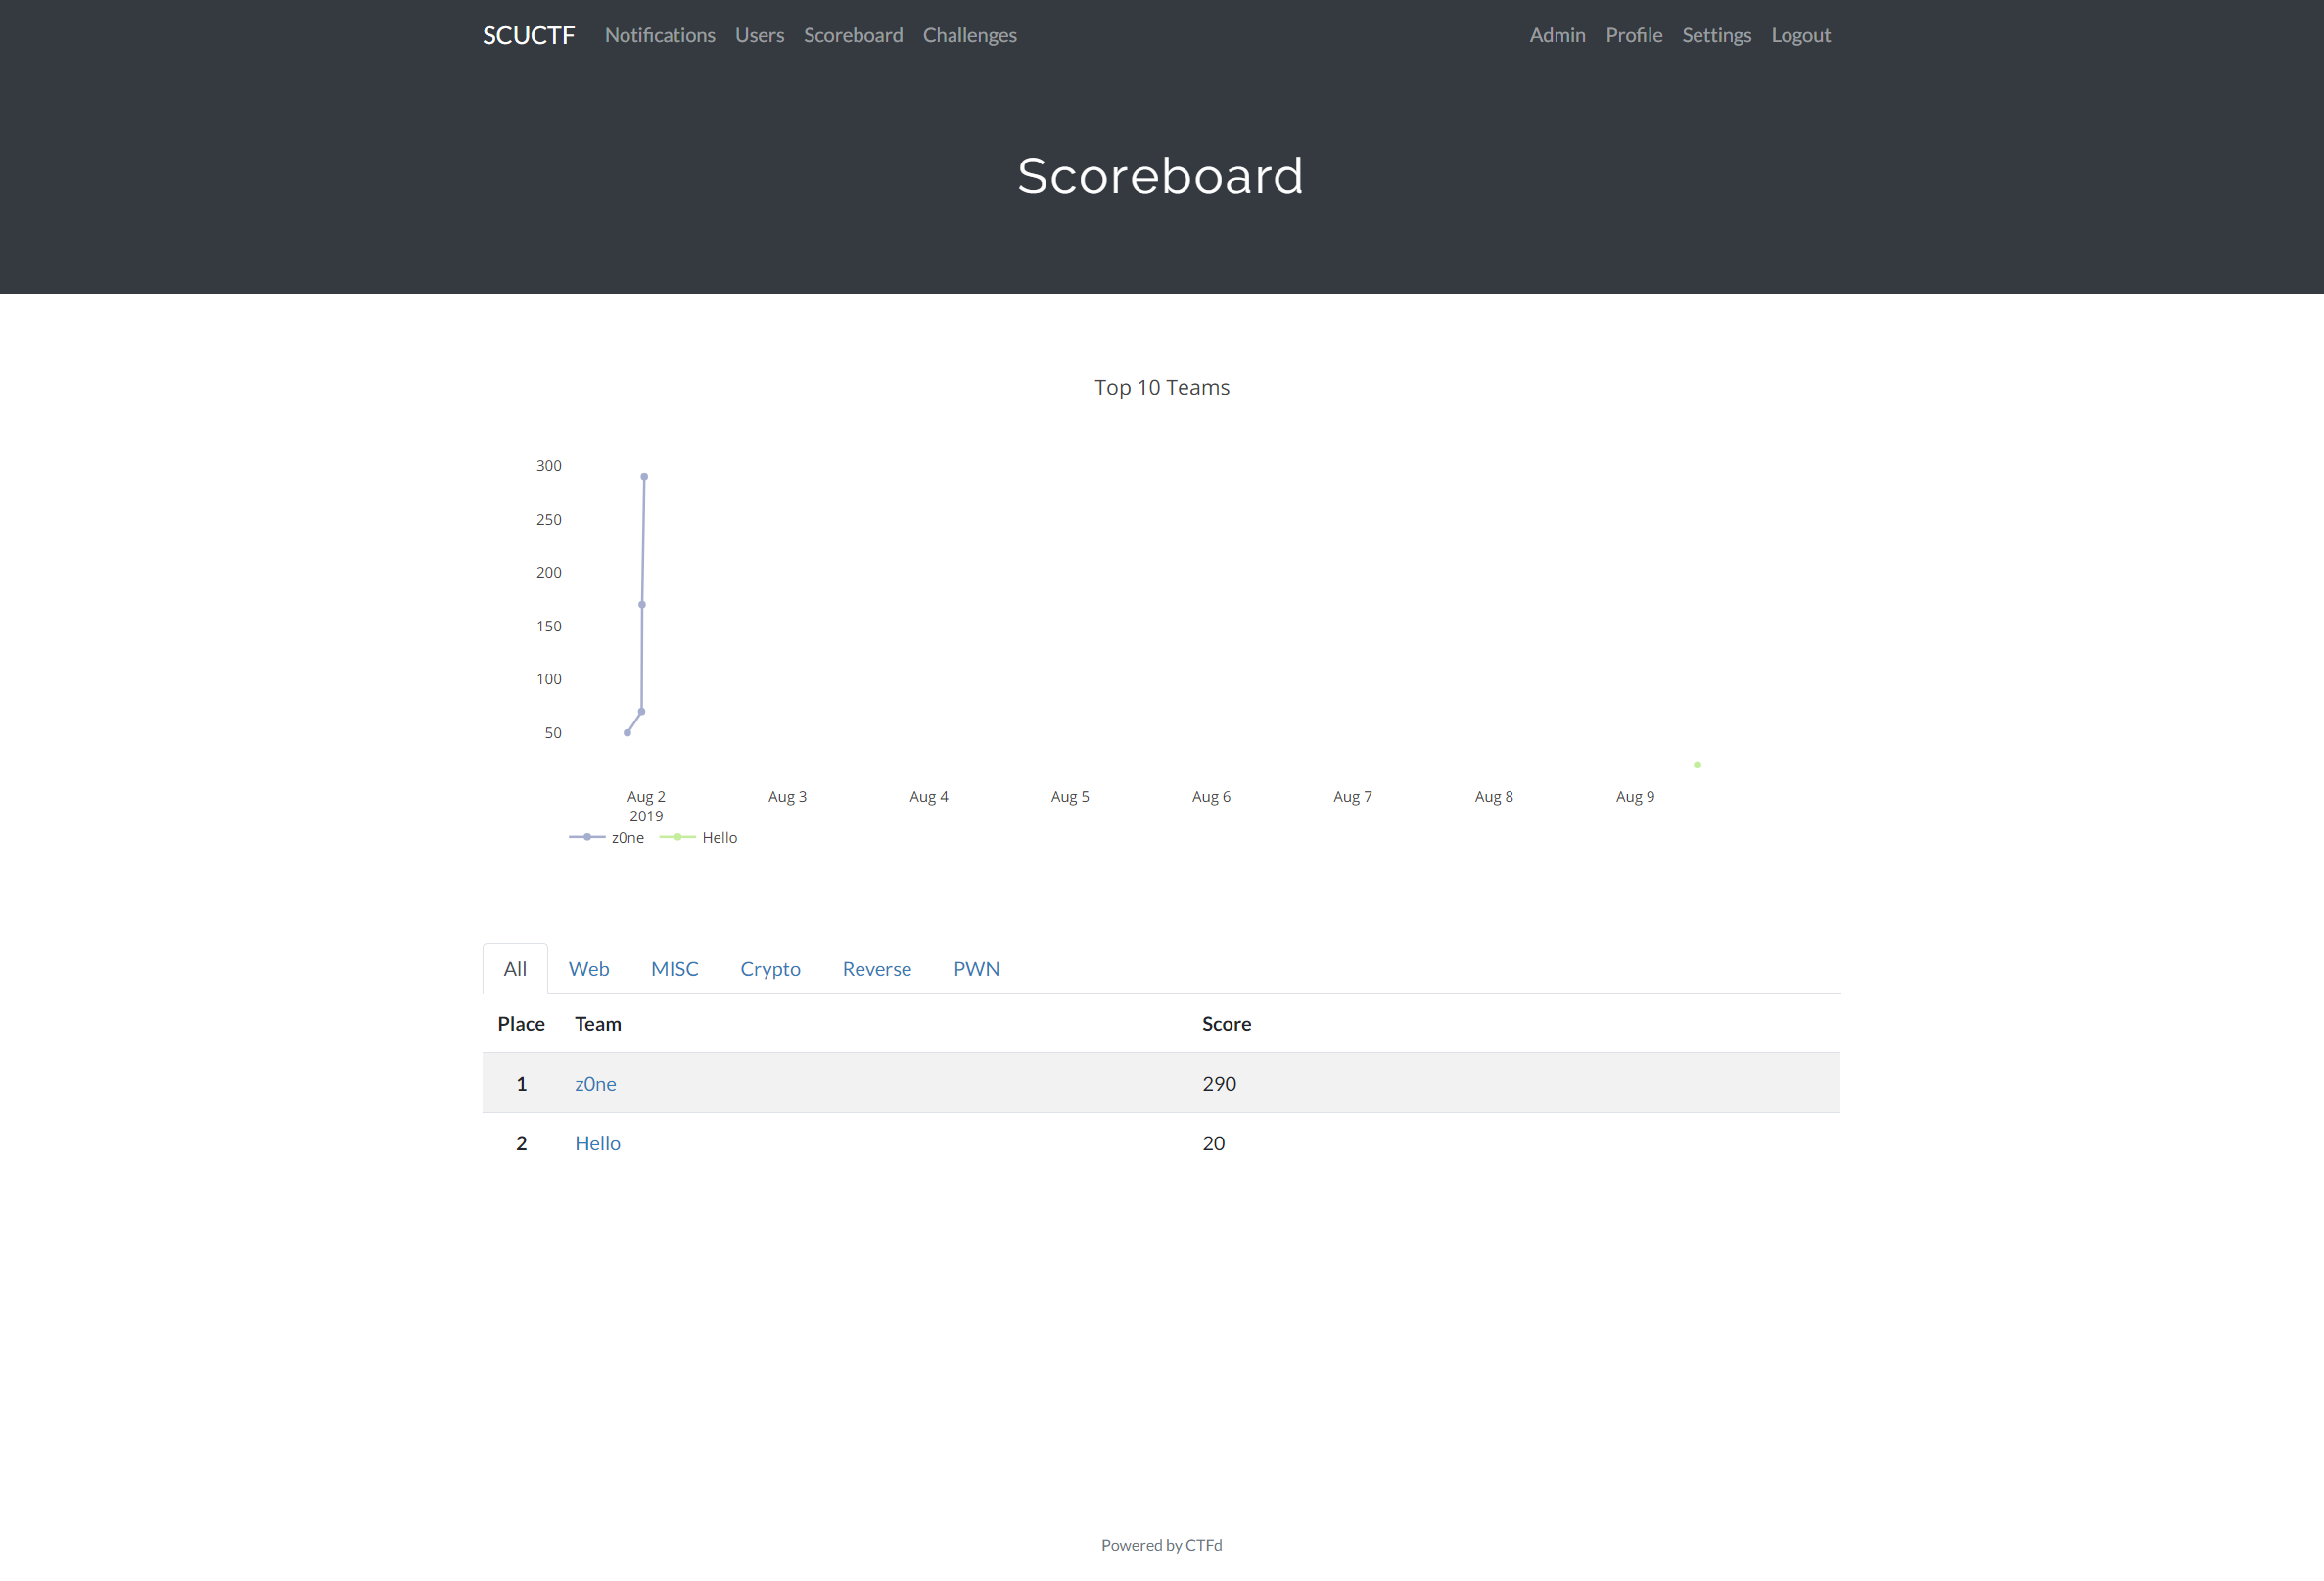 SCUCTF Notifications Users Scoreboard Challenges Admin Profile Settings Logout
Scoreboard
Top 10 Teams
300
250
200
150
100
50
Aug 2 Aug 3 Aug 4 Aug 5 Aug 6 Aug 7 Aug 8 Aug 9
2019
z0ne Hello
All Web MISC Crypto Reverse PWN
Place Team Score
1 z0ne 290
2 Hello 20
Powered by CTFd